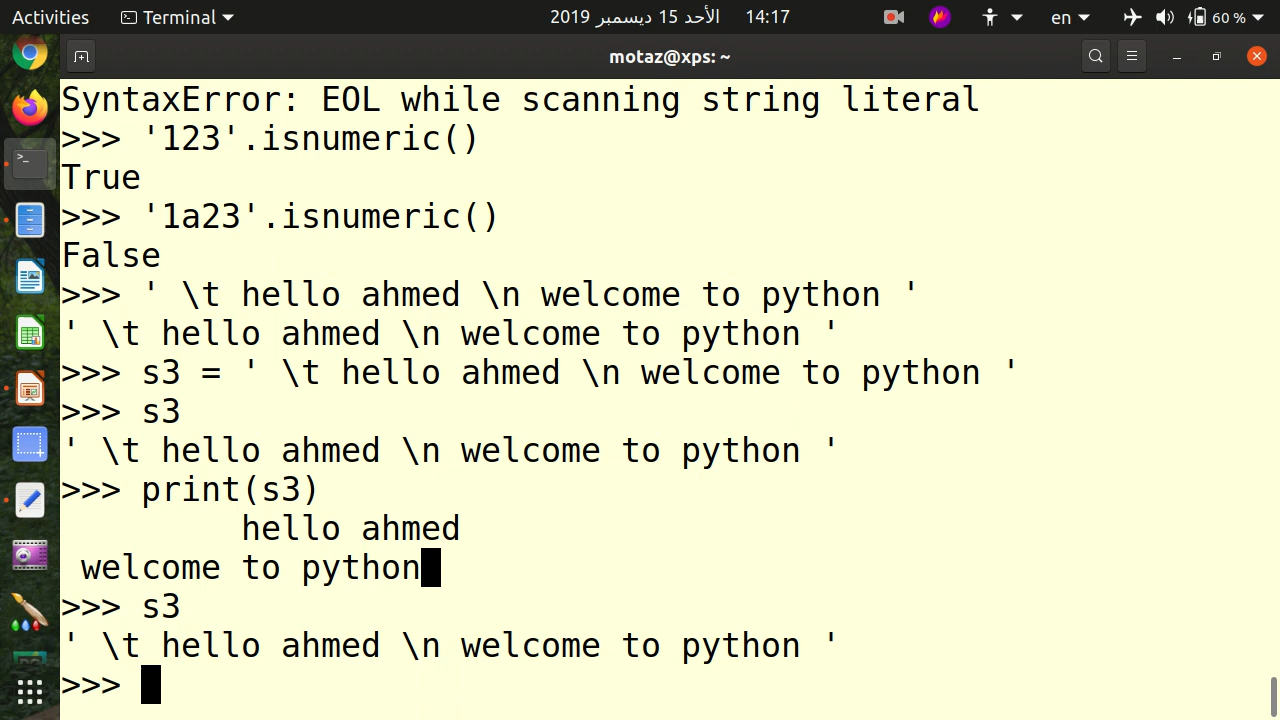 Activities Terminal الأحد 15 ديسمبر 2019 14:17 en 60 %
motaz@xps: ~
SyntaxError: EOL while scanning string literal
>>> '123'.isnumeric()
True
>>> '1a23'.isnumeric()
False
>>> ' \t hello ahmed \n welcome to python '
' \t hello ahmed \n welcome to python '
>>> s3 = ' \t hello ahmed \n welcome to python '
>>> s3
' \t hello ahmed \n welcome to python '
>>> print(s3)
         hello ahmed
 welcome to python
>>> s3
' \t hello ahmed \n welcome to python '
>>>